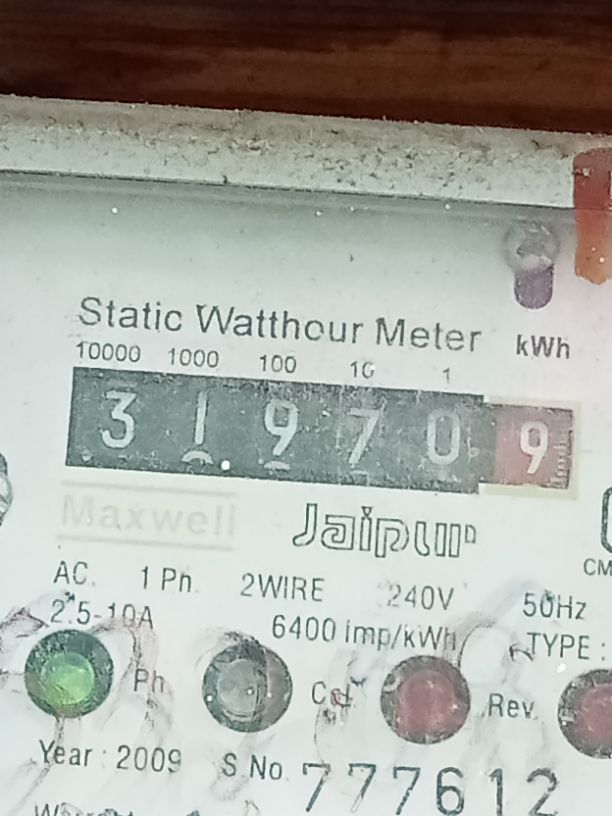 Static Watthour Meter kWh
10000 1000 100 10 1
3 1 9 7 0 9
Maxwell Jaipur
AC. 1 Ph. 2WIRE 240V 50Hz
2.5-10A 6400 imp/kWh TYPE :
Ph Rev.
Year : 2009 S No. 777612